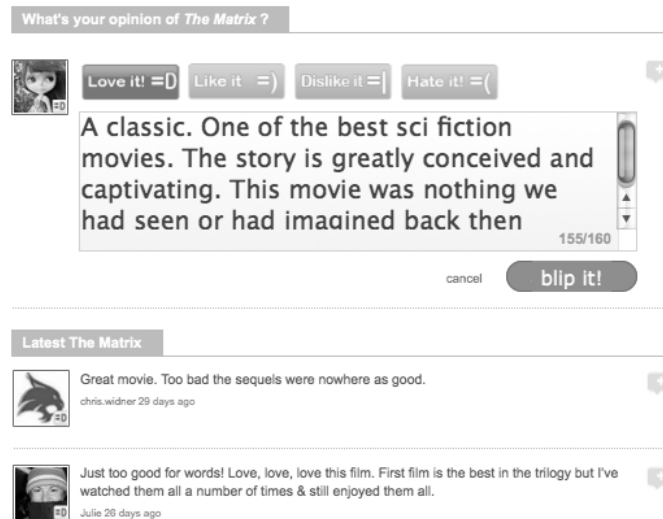 What's your opinion of The Matrix ?
Love it! =D Like it =) Dislike it =| Hate it! =(
=D
A classic. One of the best sci fiction
movies. The story is greatly conceived and
captivating. This movie was nothing we
had seen or had imagined back then
155/160
cancel blip it!
Latest The Matrix
Great movie. Too bad the sequels were nowhere as good.
chris.widner 29 days ago
=D
Just too good for words! Love, love, love this film. First film is the best in the trilogy but I've
watched them all a number of times & still enjoyed them all.
Julie 26 days ago
=D